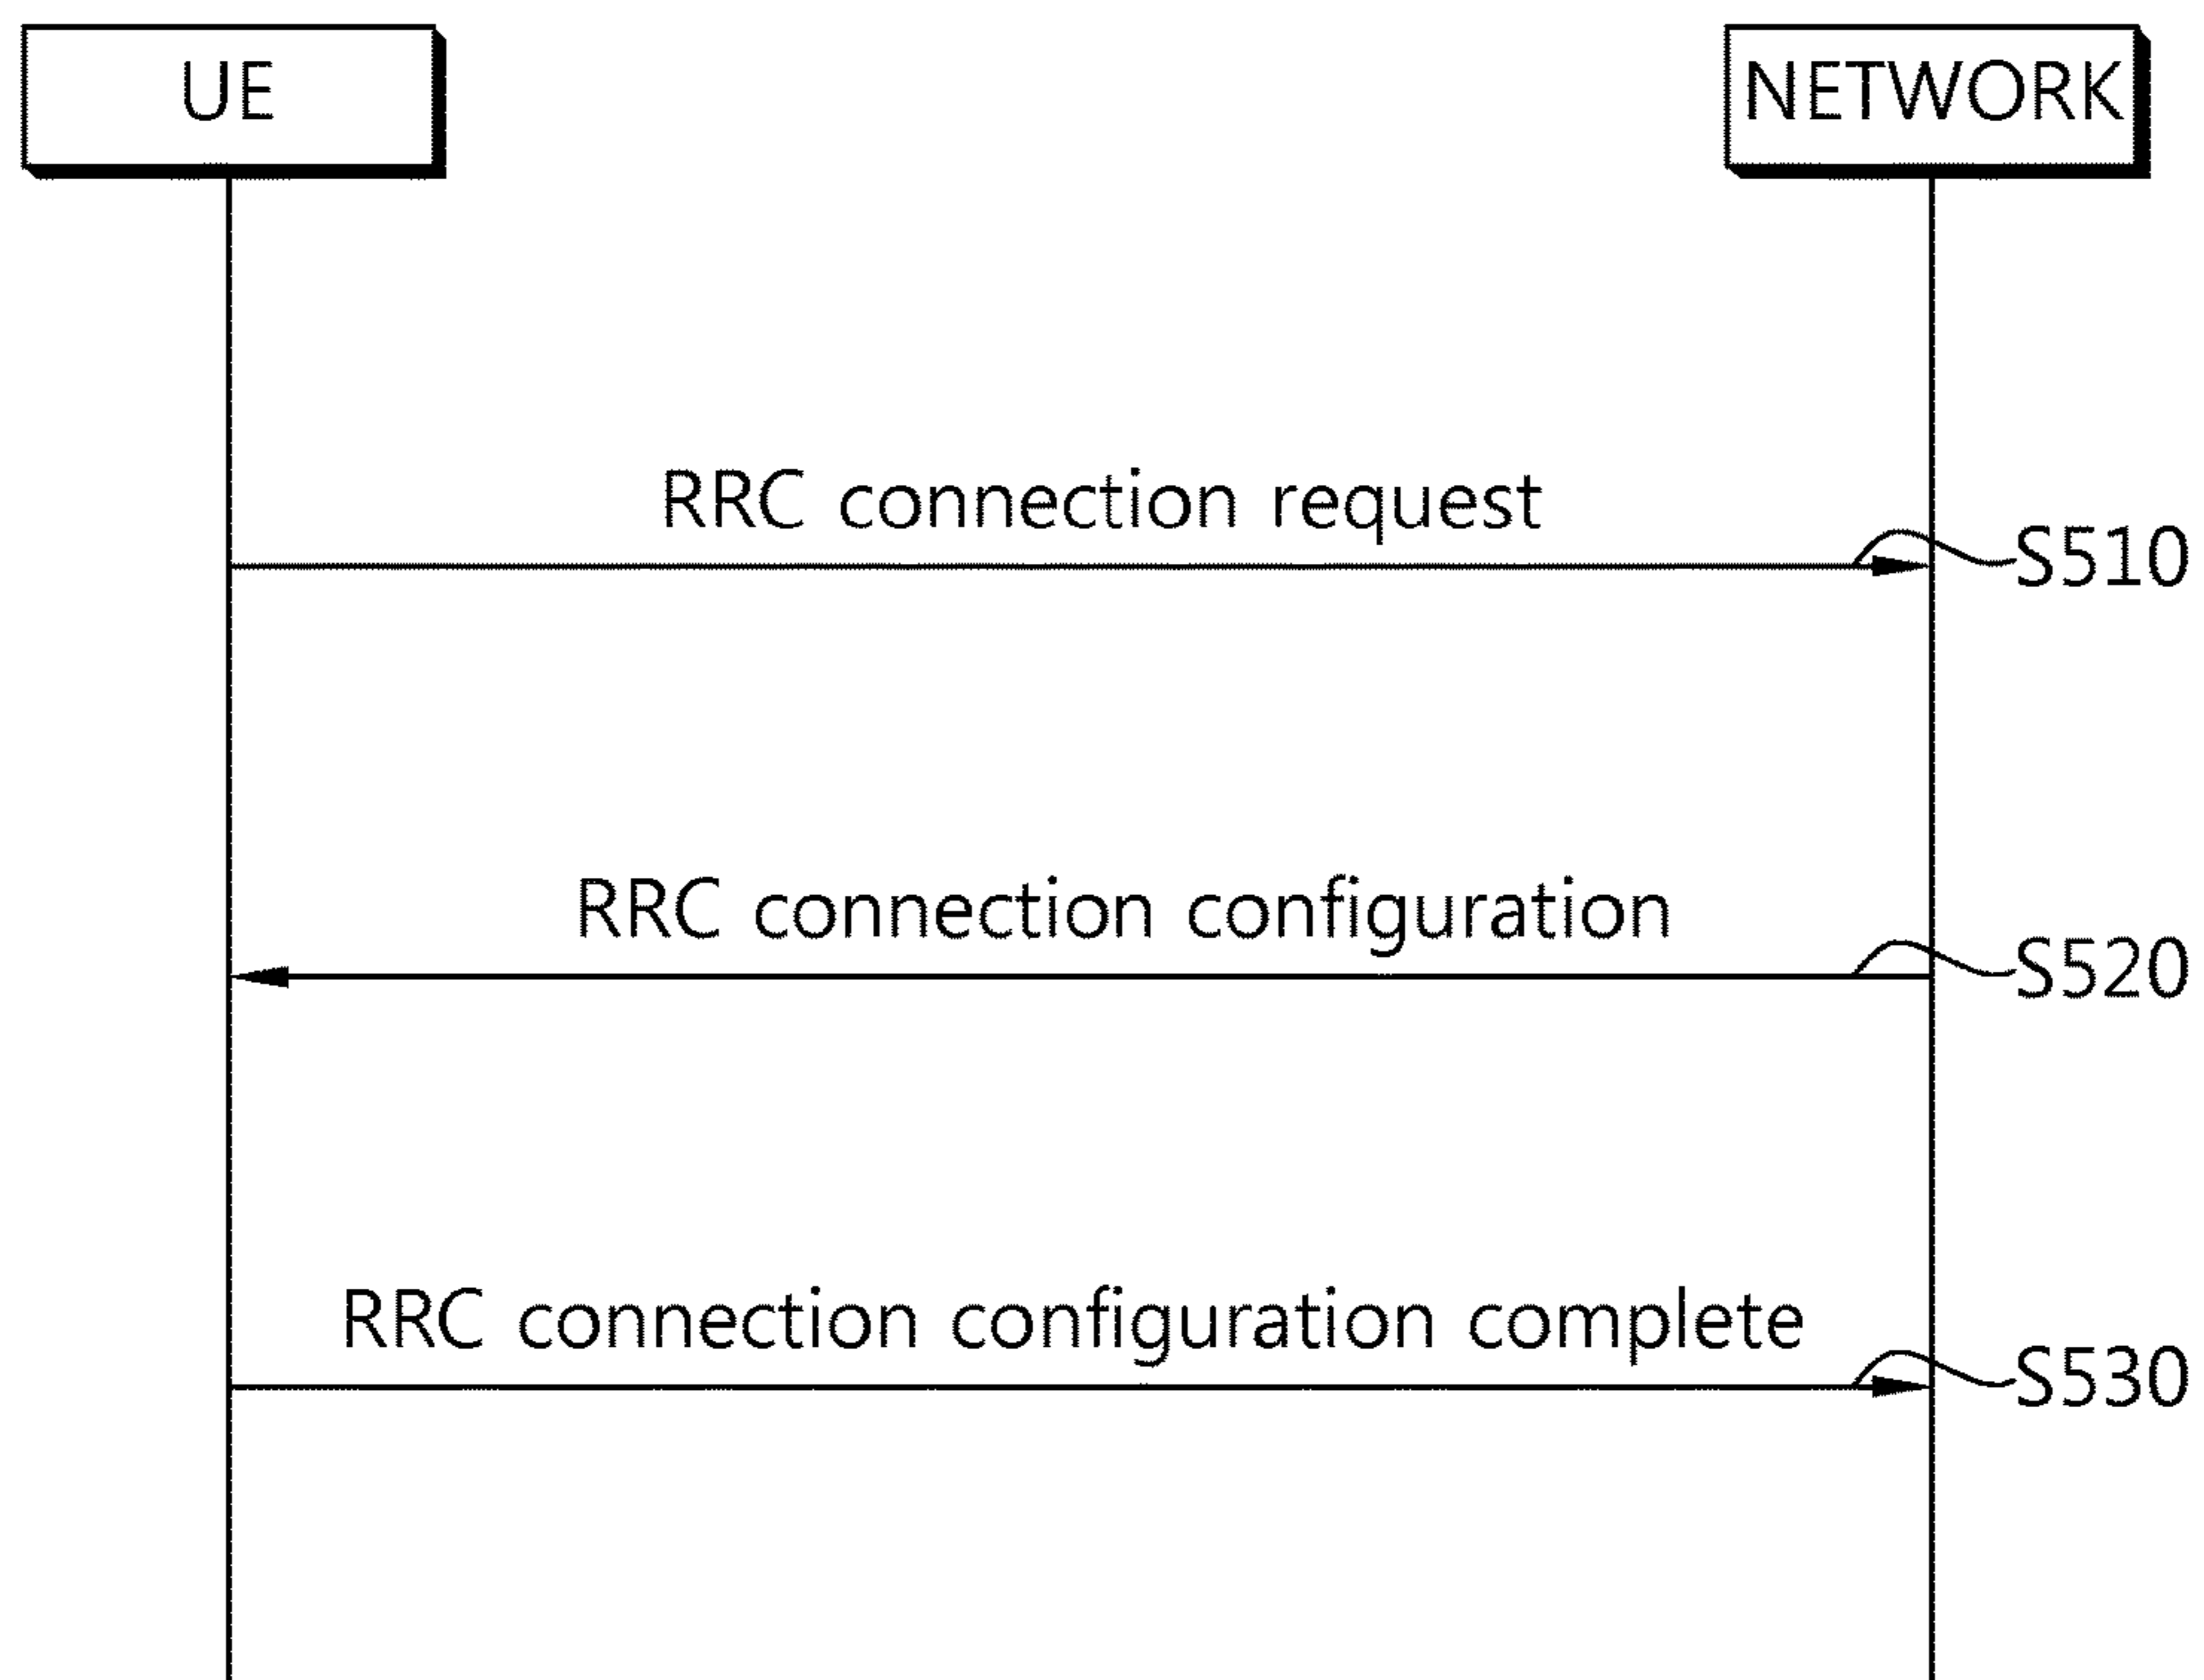 UE
NETWORK
RRC connection request
S510
RRC connection configuration
S520
RRC connection configuration complete
S530